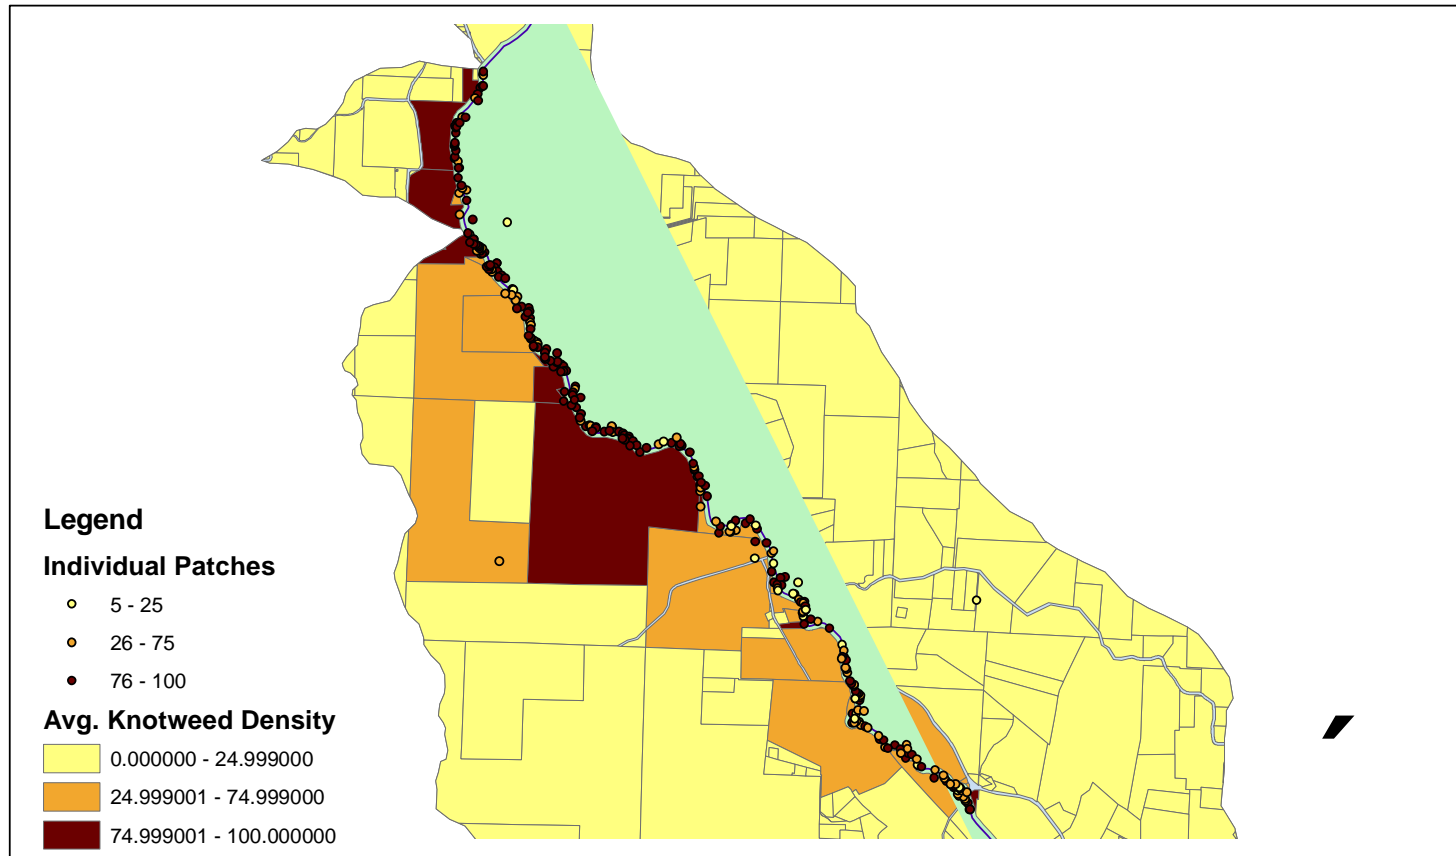 Legend
Individual Patches
5 - 25
26 - 75
76 - 100
Avg. Knotweed Density
0.000000 - 24.999000
24.999001 - 74.999000
74.999001 - 100.000000